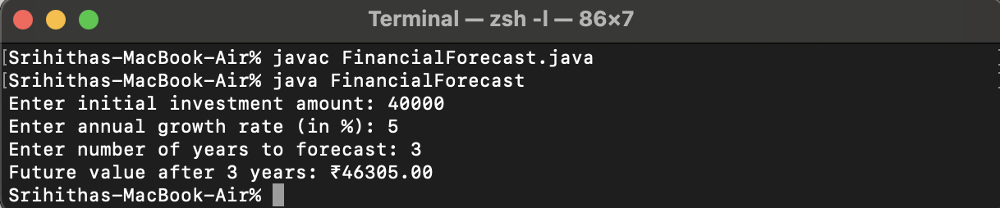 Terminal — zsh -l — 86×7
[Srihithas-MacBook-Air% javac FinancialForecast.java
[Srihithas-MacBook-Air% java FinancialForecast
Enter initial investment amount: 40000
Enter annual growth rate (in %): 5
Enter number of years to forecast: 3
Future value after 3 years: ₹46305.00
Srihithas-MacBook-Air%